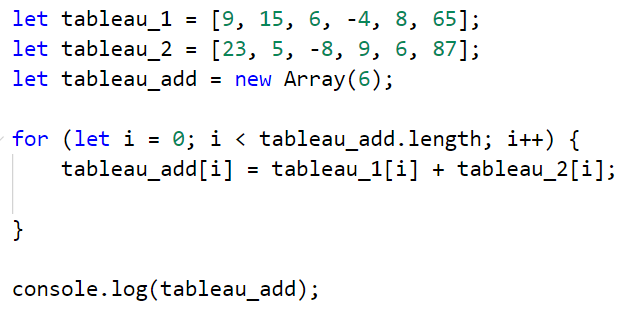 let tableau_1 = [9, 15, 6, -4, 8, 65];
let tableau_2 = [23, 5, -8, 9, 6, 87];
let tableau_add = new Array(6);
for (let i = 0; i < tableau_add.length; i++) {
tableau_add[i] = tableau_1[i] + tableau_2[i];
}
console.log(tableau_add);